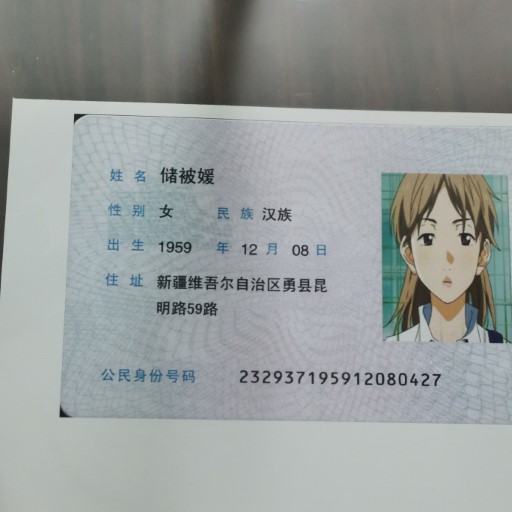 姓名 储被媛
性别 女 民族 汉族
出生 1959 年 12 月 08 日
住址 新疆维吾尔自治区勇县昆
明路59路
公民身份号码 232937195912080427